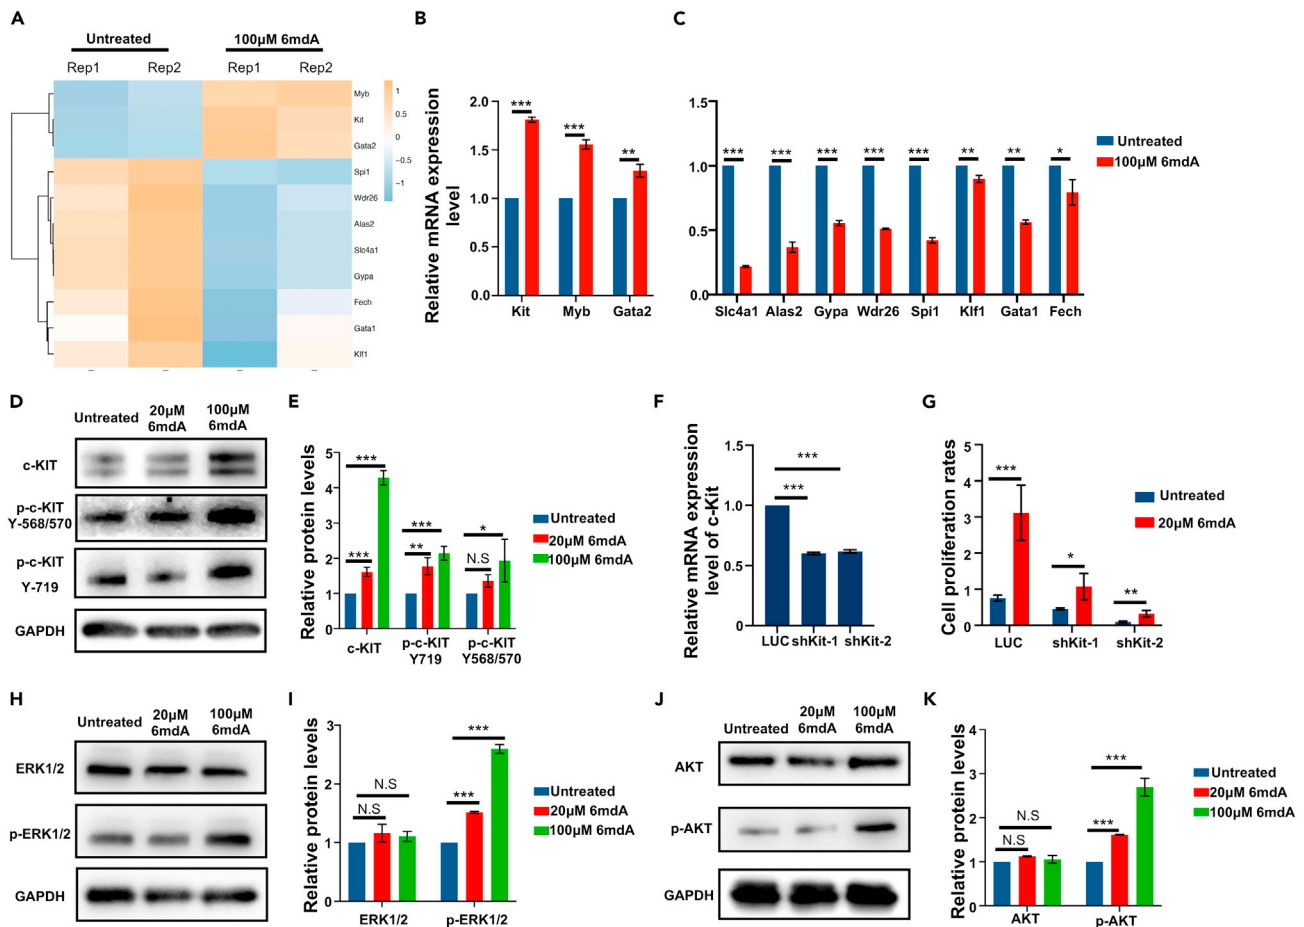 A
Untreated
100μM 6mdA
Rep1
Rep2
Rep1
Rep2
Myb
Kit
Gata2
Spi1
Wdr26
Alas2
Slc4a1
Gypa
Fech
Gata1
Klf1
1
0.5
0
−0.5
−1
B
Relative mRNA expression
level
2.0
1.5
1.0
0.5
0.0
***
***
**
Kit
Myb
Gata2
C
1.5
1.0
0.5
0.0
***
***
***
***
***
**
**
*
Slc4a1
Alas2
Gypa
Wdr26
Spi1
Klf1
Gata1
Fech
Untreated
100μM 6mdA
D
Untreated
20μM
6mdA
100μM
6mdA
c-KIT
p-c-KIT
Y-568/570
p-c-KIT
Y-719
GAPDH
E
Relative protein levels
5
4
3
2
1
0
***
***
***
**
*
N.S
c-KIT
p-c-KIT
Y719
p-c-KIT
Y568/570
Untreated
20μM 6mdA
100μM 6mdA
F
Relative mRNA expression
level of c-Kit
1.5
1.0
0.5
0.0
***
***
LUC
shKit-1
shKit-2
G
Cell proliferation rates
5
4
3
2
1
0
***
*
**
LUC
shKit-1
shKit-2
Untreated
20μM 6mdA
H
Untreated
20μM
6mdA
100μM
6mdA
ERK1/2
p-ERK1/2
GAPDH
I
Relative protein levels
3
2
1
0
N.S
N.S
***
***
ERK1/2
p-ERK1/2
Untreated
20μM 6mdA
100μM 6mdA
J
Untreated
20μM
6mdA
100μM
6mdA
AKT
p-AKT
GAPDH
K
Relative protein levels
4
3
2
1
0
N.S
N.S
***
***
AKT
p-AKT
Untreated
20μM 6mdA
100μM 6mdA